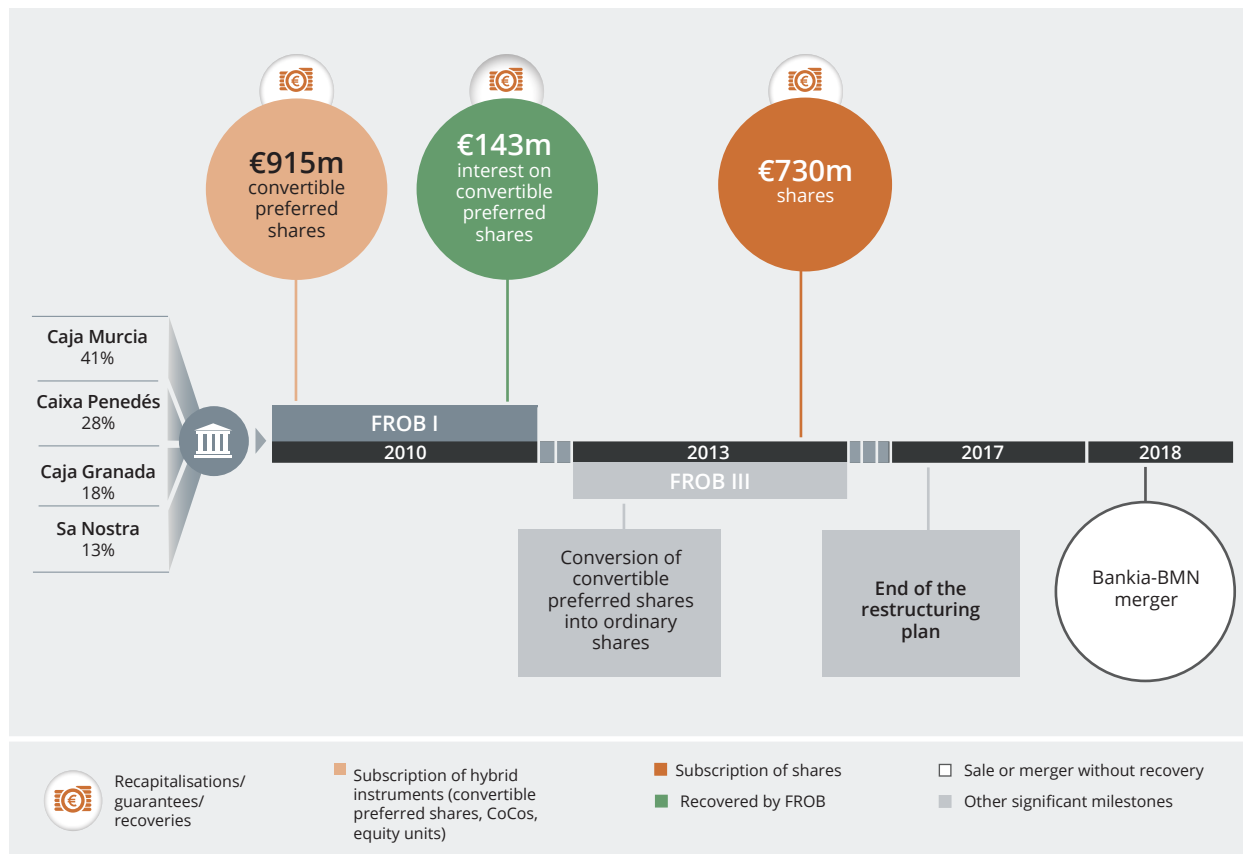 €915m
convertible
preferred
shares
€143m
interest on
convertible
preferred
shares
€730m
shares
Caja Murcia
41%
Caixa Penedés
28%
Caja Granada
18%
Sa Nostra
13%
FROB I
2010
2013
2017
2018
FROB III
Conversion of
convertible
preferred shares
into ordinary
shares
End of the
restructuring
plan
Bankia-BMN
merger
Recapitalisations/
guarantees/
recoveries
Subscription of hybrid
instruments (convertible
preferred shares, CoCos,
equity units)
Subscription of shares
Recovered by FROB
Sale or merger without recovery
Other significant milestones